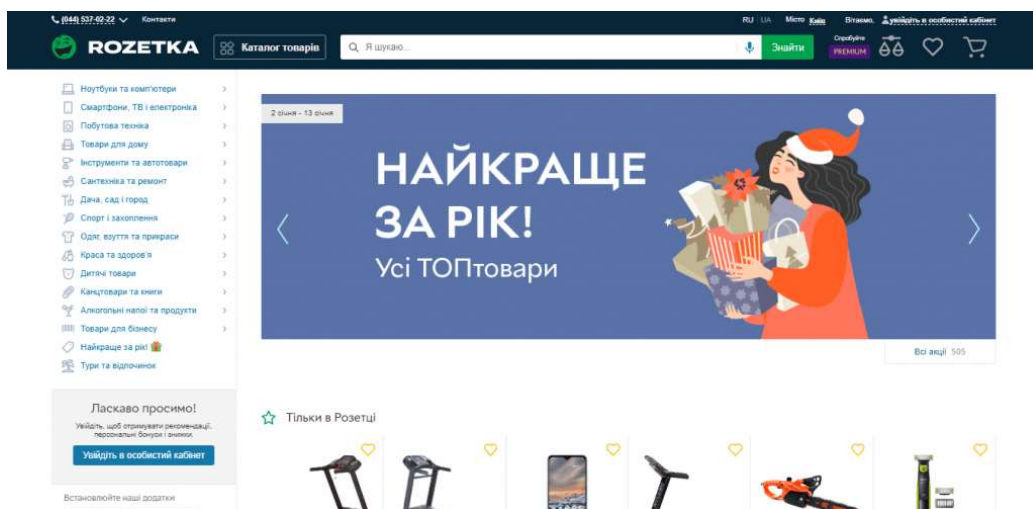 (044) 537-02-22 Контакти RU UA Місто Київ Вітаємо, увійдіть в особистий кабінет
ROZETKA Каталог товарів Я шукаю... Знайти Спробуйте PREMIUM
Ноутбуки та комп'ютери
Смартфони, ТВ і електроніка
Побутова техніка
Товари для дому
Інструменти та автотовари
Сантехніка та ремонт
Дача, сад і город
Спорт і захоплення
Одяг, взуття та прикраси
Краса та здоров'я
Дитячі товари
Канцтовари та книги
Алкогольні напої та продукти
Товари для бізнесу
Найкраще за рік!
Тури та відпочинок
2 січня - 13 січня
НАЙКРАЩЕ
ЗА РІК!
Усі ТОПтовари
Всі акції 505
Ласкаво просимо!
Увійдіть, щоб отримувати рекомендації,
персональні бонуси і знижки.
Увійдіть в особистий кабінет
Встановлюйте наші додатки
Тільки в Розетці